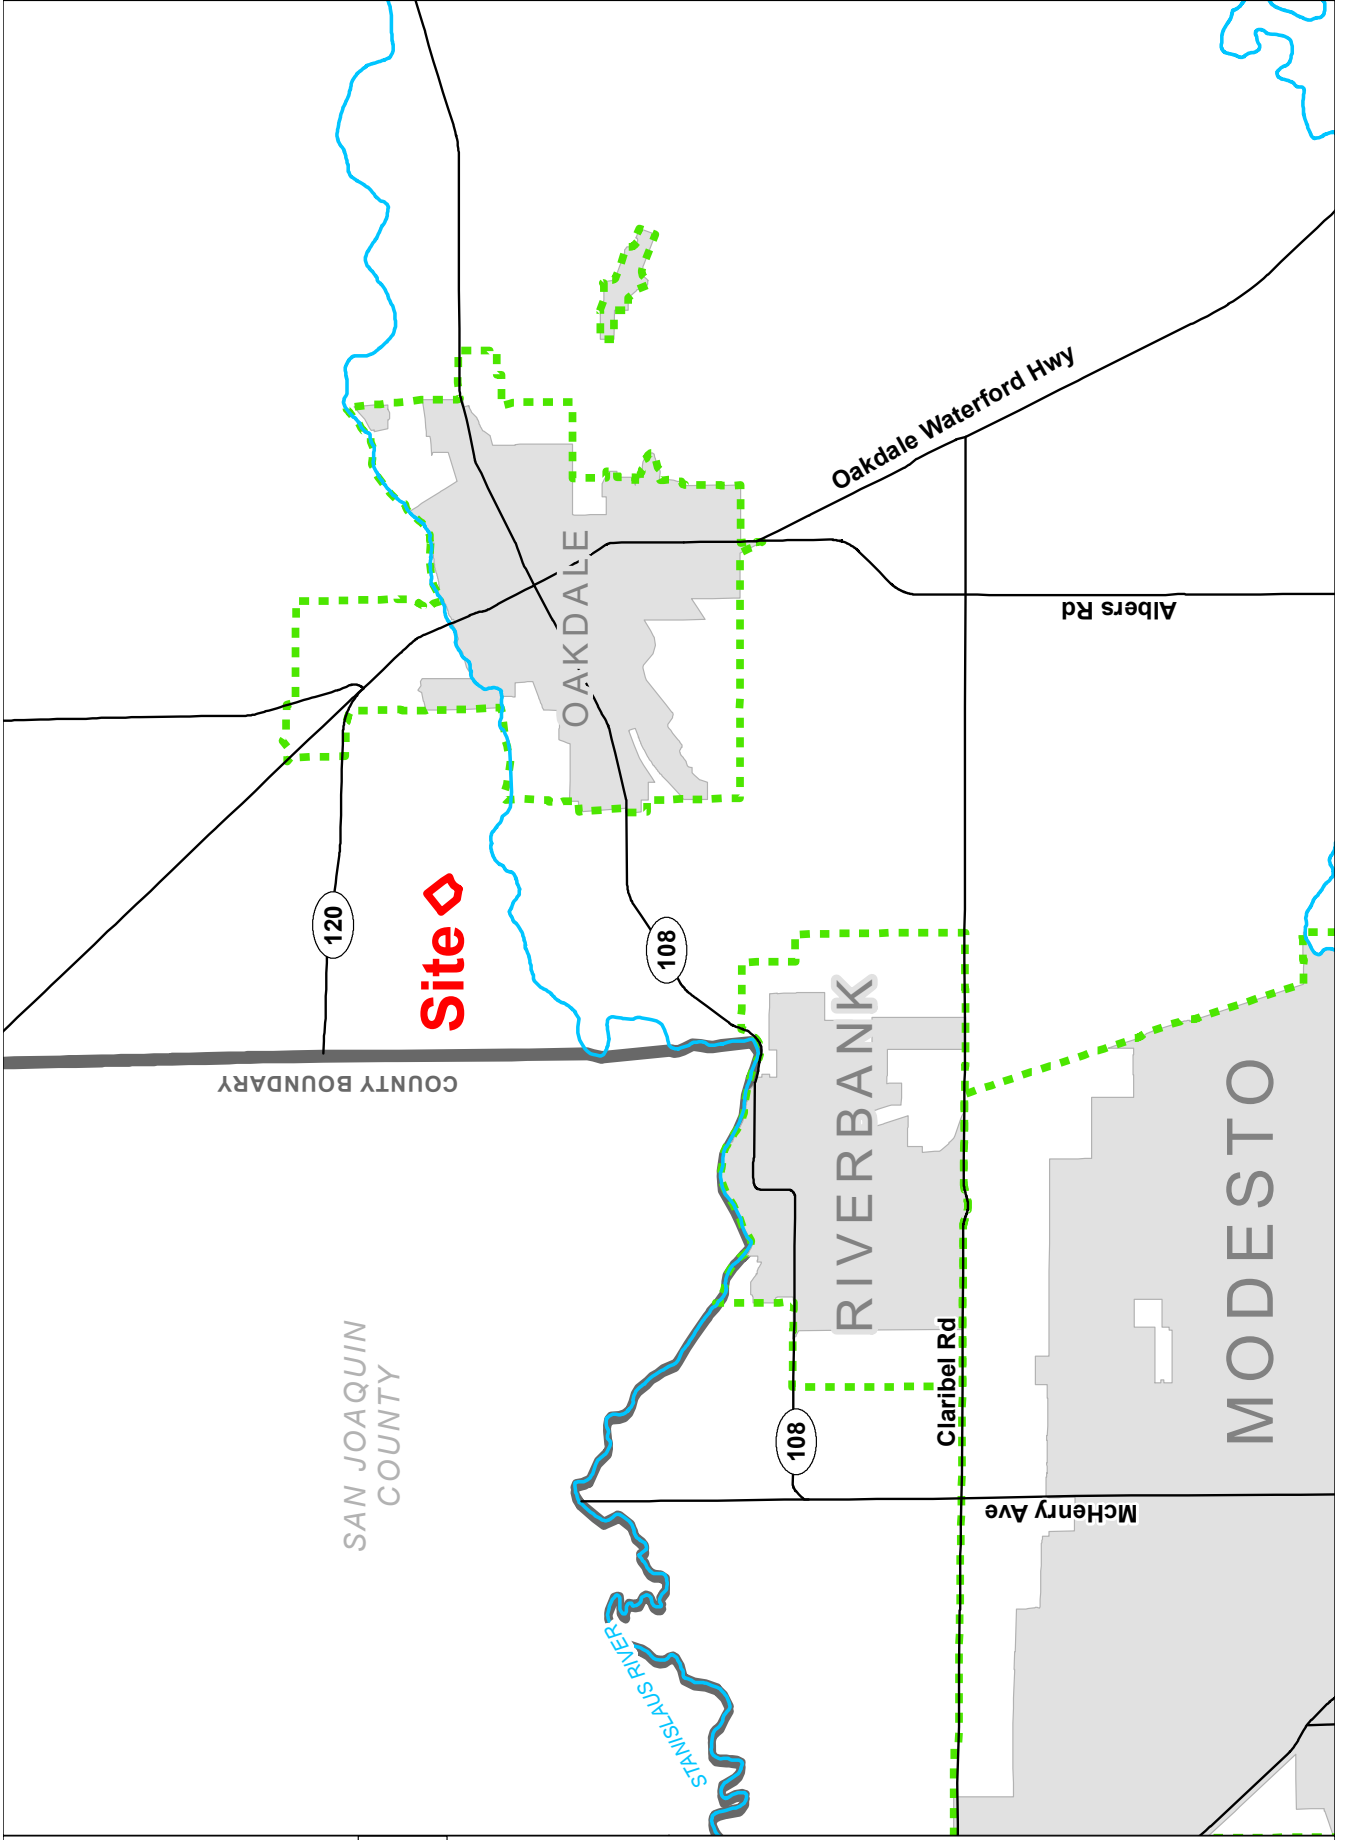 SAN JOAQUIN
COUNTY
STANISLAUS RIVER
COUNTY BOUNDARY
120
Site
108
OAKDALE
Oakdale Waterford Hwy
Albers Rd
108
RIVERBANK
Claribel Rd
McHenry Ave
MODESTO